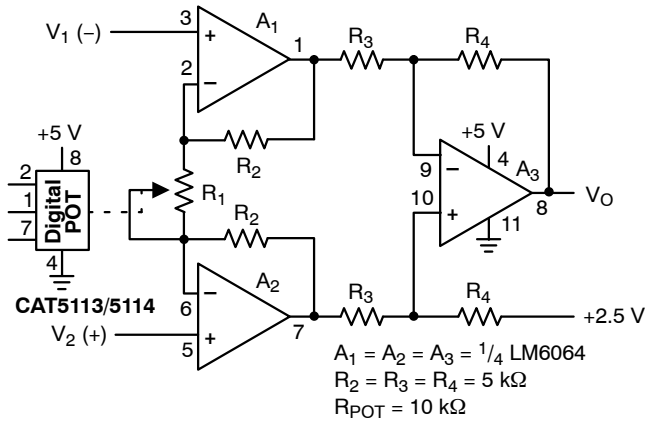 V₁ (–)
3
+
A₁
1
R₃
R₄
2
–
+5 V
8
R₂
+5 V
4
A₃
9
–
2
1
7
Digital
POT
R₁
10
+
8
V₀
11
R₂
4
CAT5113/5114
6
–
A₂
7
R₃
R₄
+2.5 V
V₂ (+)
5
+
A₁ = A₂ = A₃ = ¹/₄ LM6064
R₂ = R₃ = R₄ = 5 kΩ
R_POT = 10 kΩ